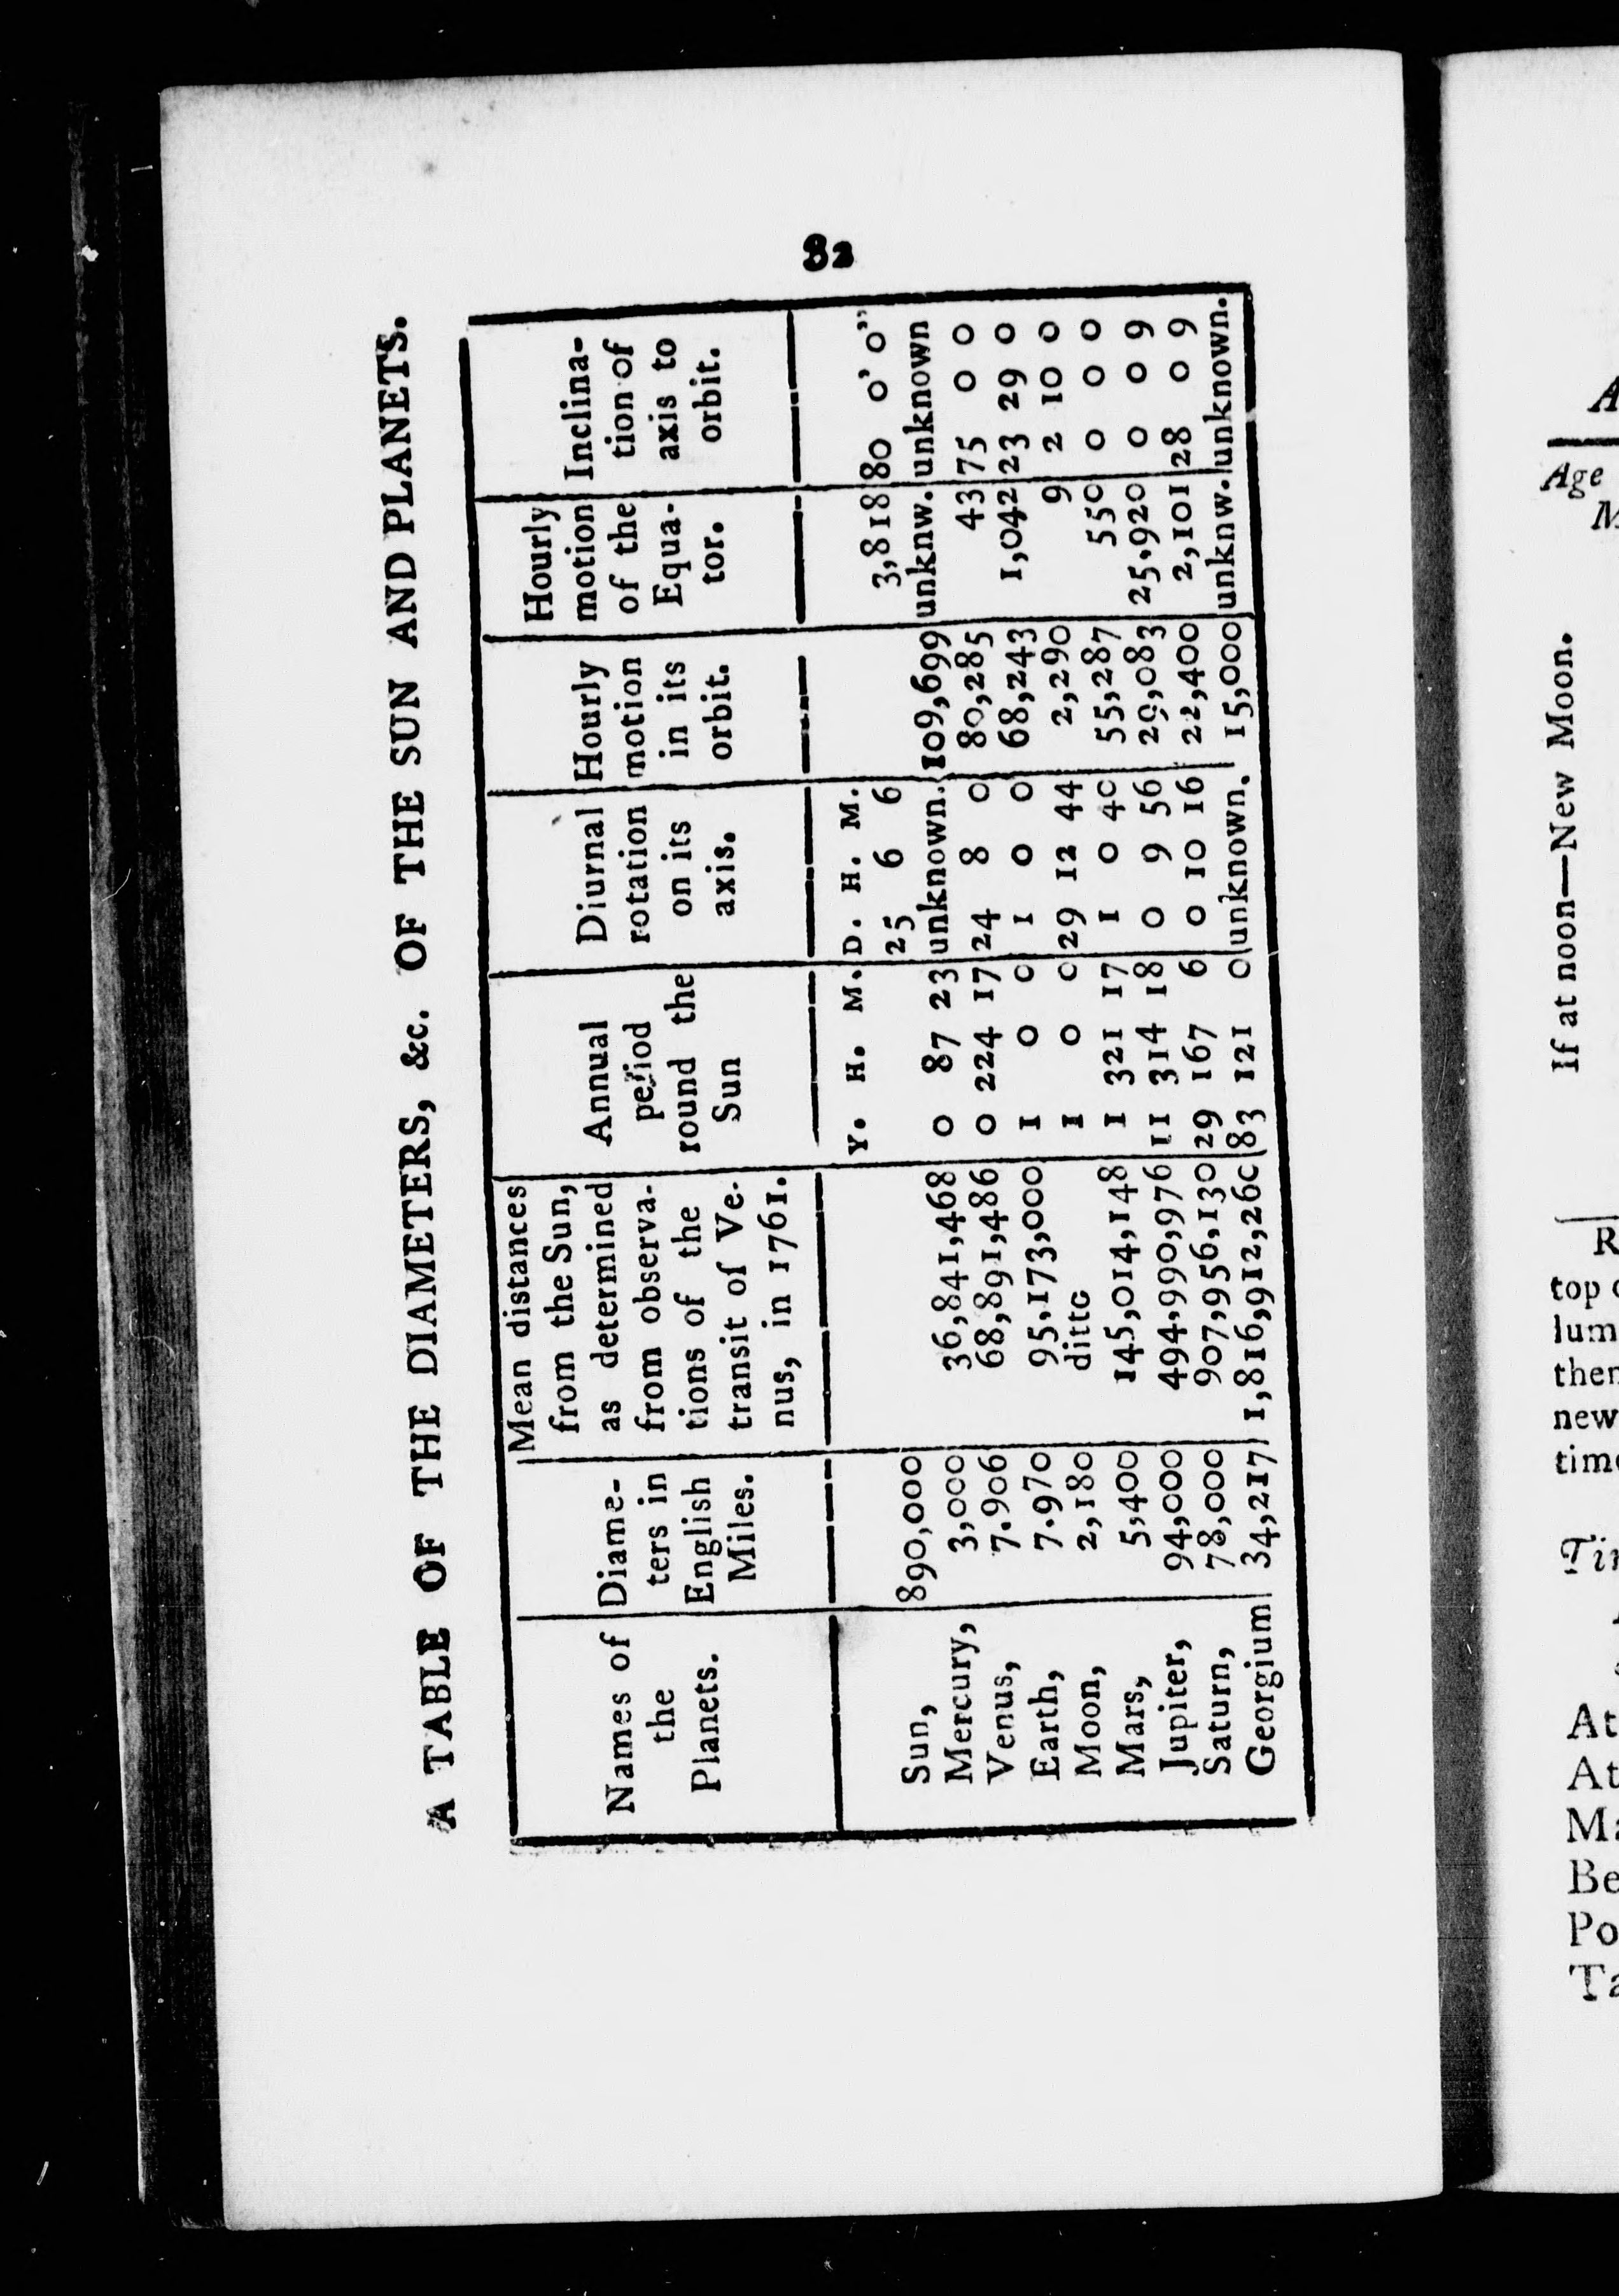 82
A TABLE OF THE DIAMETERS, &c. OF THE SUN AND PLANETS.
Names of the Planets. | Diame- ters in English Miles. | Mean distances from the Sun, as determined from observa- tions of the transit of Ve- nus, in 1761. | Annual period round the Sun | Diurnal rotation on its axis. | Hourly motion in its orbit. | Hourly motion of the Equa- tor. | Inclina- tion of axis to orbit.
Y. H. M. | D. H. M.
Sun, | 890,000 | 25 6 6 | 3,818 | 80 0' 0"
Mercury, | 3,000 | 36,841,468 | 0 87 23 | unknown. | 109,699 | unknw. | unknown
Venus, | 7.906 | 68,891,486 | 0 224 17 | 24 8 0 | 80,285 | 43 | 75 0 0
Earth, | 7.970 | 95,173,000 | 1 0 0 | 1 0 0 | 68,243 | 1,042 | 23 29 0
Moon, | 2,180 | ditto | 1 0 0 | 29 12 44 | 2,290 | 9 | 2 10 0
Mars, | 5,400 | 145,014,148 | 1 321 17 | 1 0 40 | 55,287 | 550 | 0 0 0
Jupiter, | 94,000 | 494,990,976 | 11 314 18 | 0 9 56 | 29,083 | 25,920 | 0 0 9
Saturn, | 78,000 | 907,956,130 | 29 167 6 | 0 10 16 | 22,400 | 2,101 | 28 0 9
Georgium | 34,217 | 1,816,912,260 | 83 121 0 | unknown. | 15,000 | unknw. | unknown.
A
Age
M
If at noon—New Moon.
R
top
lum
then
new
time
Tim
At
At
Ma
Be
Po
Ta